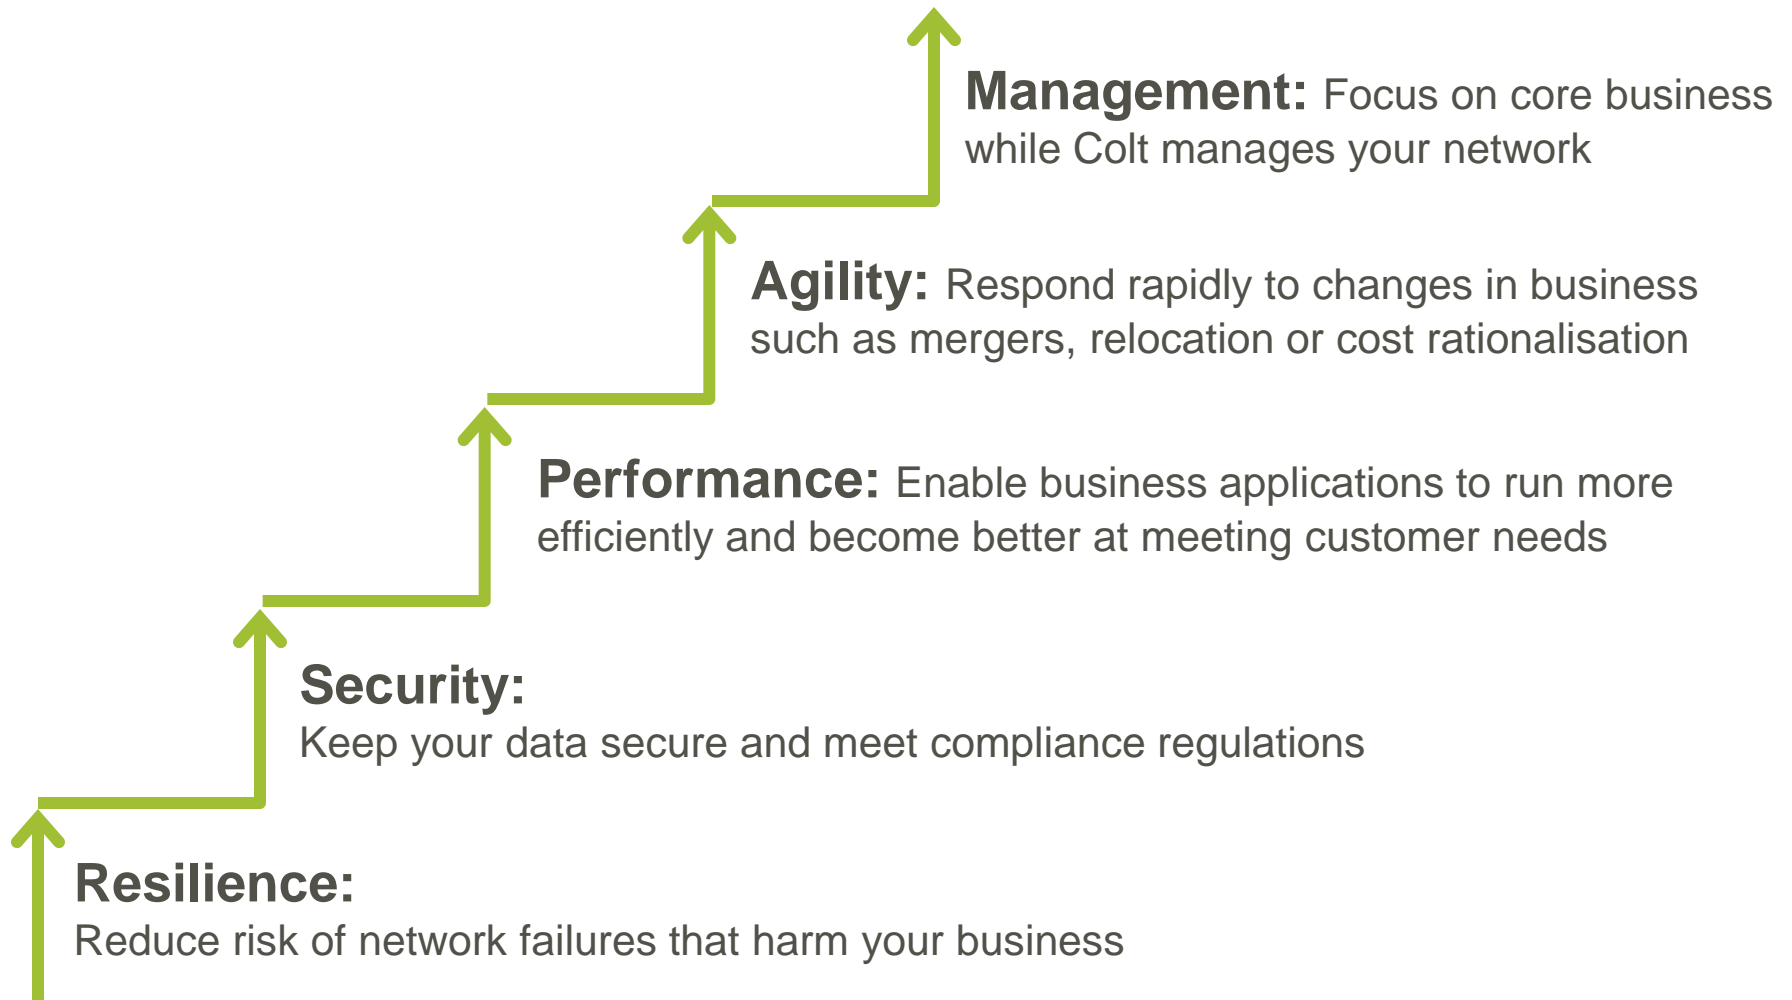 Management: Focus on core business
while Colt manages your network
Agility: Respond rapidly to changes in business
such as mergers, relocation or cost rationalisation
Performance: Enable business applications to run more
efficiently and become better at meeting customer needs
Security:
Keep your data secure and meet compliance regulations
Resilience:
Reduce risk of network failures that harm your business